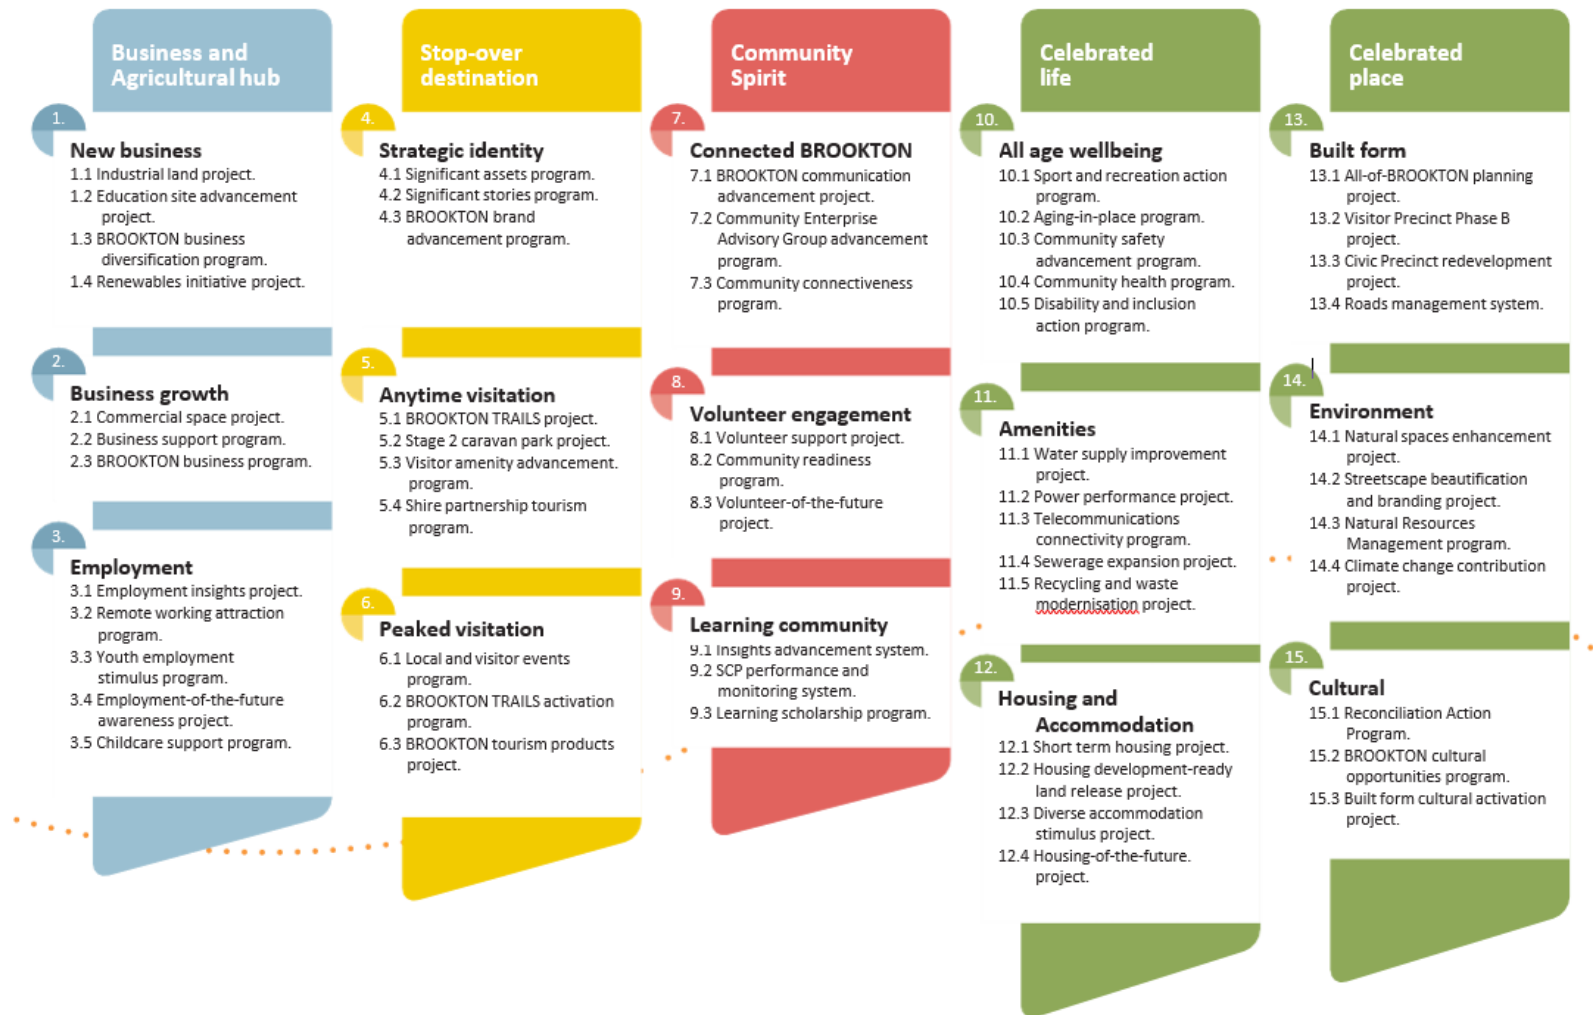 Business and
Agricultural hub
1.
New business
1.1 Industrial land project.
1.2 Education site advancement
project.
1.3 BROOKTON business
diversification program.
1.4 Renewables initiative project.
2.
Business growth
2.1 Commercial space project.
2.2 Business support program.
2.3 BROOKTON business program.
3.
Employment
3.1 Employment insights project.
3.2 Remote working attraction
program.
3.3 Youth employment
stimulus program.
3.4 Employment-of-the-future
awareness project.
3.5 Childcare support program.
Stop-over
destination
4.
Strategic identity
4.1 Significant assets program.
4.2 Significant stories program.
4.3 BROOKTON brand
advancement program.
5.
Anytime visitation
5.1 BROOKTON TRAILS project.
5.2 Stage 2 caravan park project.
5.3 Visitor amenity advancement.
program.
5.4 Shire partnership tourism
program.
6.
Peaked visitation
6.1 Local and visitor events
program.
6.2 BROOKTON TRAILS activation
program.
6.3 BROOKTON tourism products
project.
Community
Spirit
7.
Connected BROOKTON
7.1 BROOKTON communication
advancement project.
7.2 Community Enterprise
Advisory Group advancement
program.
7.3 Community connectiveness
program.
8.
Volunteer engagement
8.1 Volunteer support project.
8.2 Community readiness
program.
8.3 Volunteer-of-the-future
project.
9.
Learning community
9.1 Insights advancement system.
9.2 SCP performance and
monitoring system.
9.3 Learning scholarship program.
Celebrated
life
10.
All age wellbeing
10.1 Sport and recreation action
program.
10.2 Aging-in-place program.
10.3 Community safety
advancement program.
10.4 Community health program.
10.5 Disability and inclusion
action program.
11.
Amenities
11.1 Water supply improvement
project.
11.2 Power performance project.
11.3 Telecommunications
connectivity program.
11.4 Sewerage expansion project.
11.5 Recycling and waste
modernisation project.
12.
Housing and
Accommodation
12.1 Short term housing project.
12.2 Housing development-ready
land release project.
12.3 Diverse accommodation
stimulus project.
12.4 Housing-of-the-future.
project.
Celebrated
place
13.
Built form
13.1 All-of-BROOKTON planning
project.
13.2 Visitor Precinct Phase B
project.
13.3 Civic Precinct redevelopment
project.
13.4 Roads management system.
14.
Environment
14.1 Natural spaces enhancement
project.
14.2 Streetscape beautification
and branding project.
14.3 Natural Resources
Management program.
14.4 Climate change contribution
project.
15.
Cultural
15.1 Reconciliation Action
Program.
15.2 BROOKTON cultural
opportunities program.
15.3 Built form cultural activation
project.